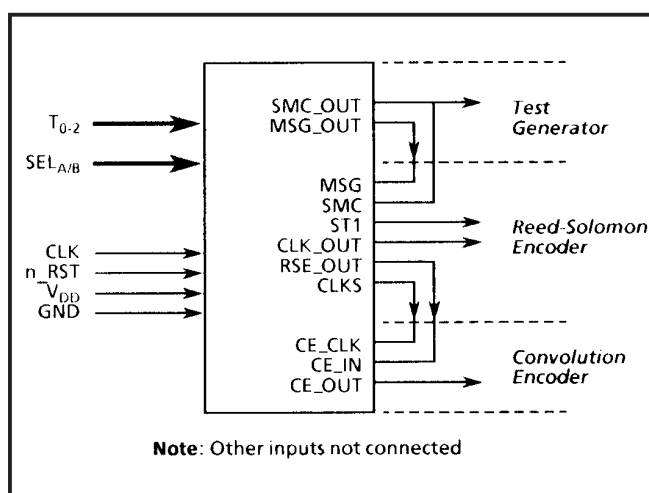 T0-2
SELA/B
CLK
n_RST
VDD
GND
SMC_OUT
MSG_OUT
MSG
SMC
ST1
CLK_OUT
RSE_OUT
CLKS
CE_CLK
CE_IN
CE_OUT
Test
Generator
Reed-Solomon
Encoder
Convolution
Encoder
Note: Other inputs not connected